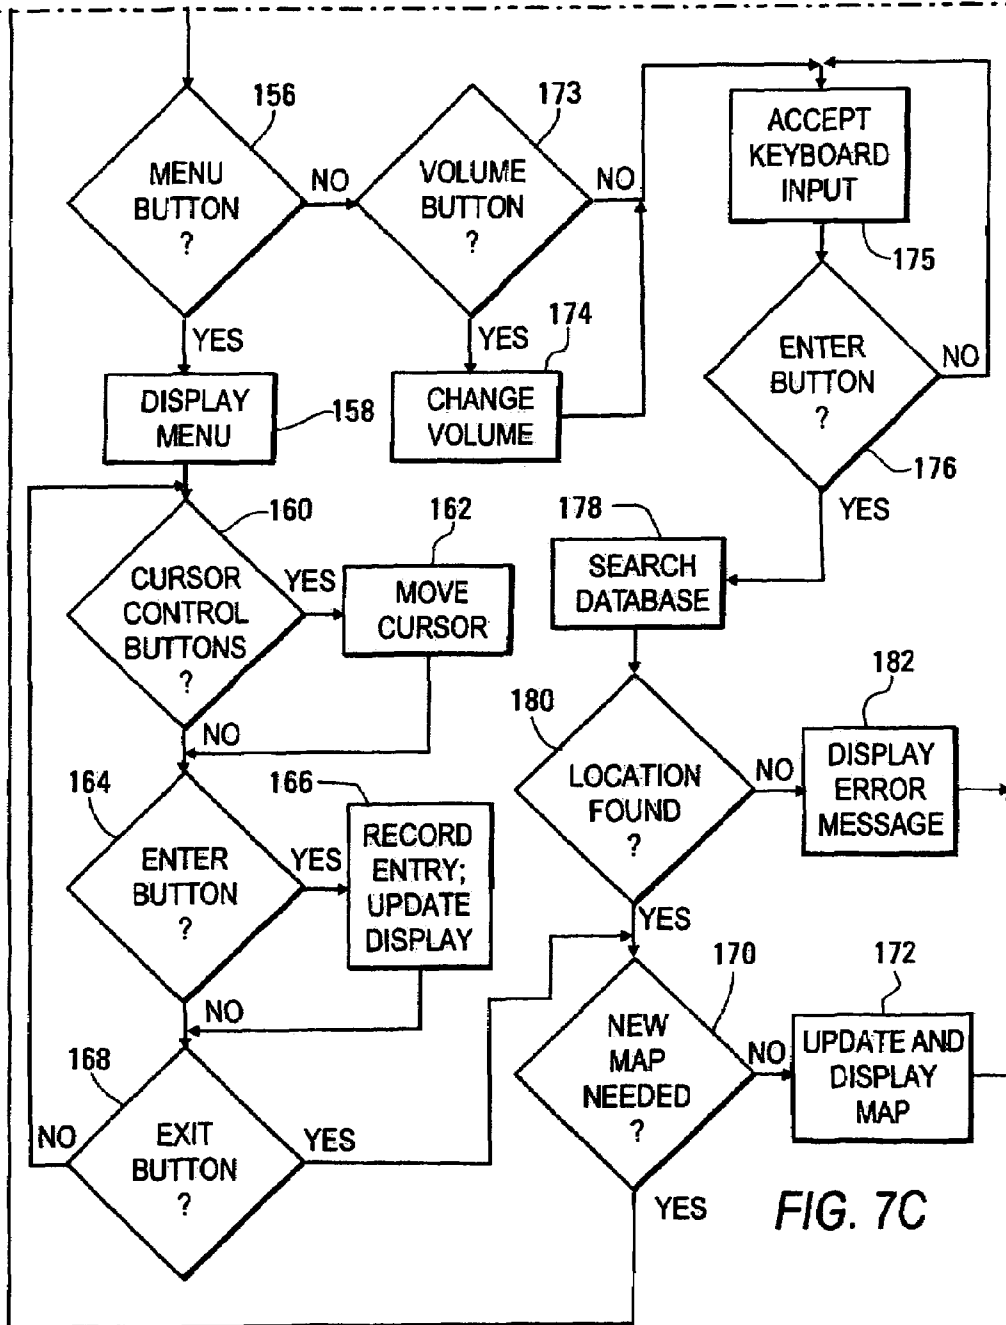 156
MENU
BUTTON
?
NO
YES
173
VOLUME
BUTTON
?
NO
YES
174
CHANGE
VOLUME
ACCEPT
KEYBOARD
INPUT
175
ENTER
BUTTON
?
NO
176
YES
DISPLAY
MENU
158
160
CURSOR
CONTROL
BUTTONS
?
YES
NO
162
MOVE
CURSOR
164
ENTER
BUTTON
?
YES
NO
166
RECORD
ENTRY;
UPDATE
DISPLAY
168
EXIT
BUTTON
?
NO
YES
178
SEARCH
DATABASE
180
LOCATION
FOUND
?
NO
YES
182
DISPLAY
ERROR
MESSAGE
170
NEW
MAP
NEEDED
?
NO
YES
172
UPDATE AND
DISPLAY
MAP
FIG. 7C